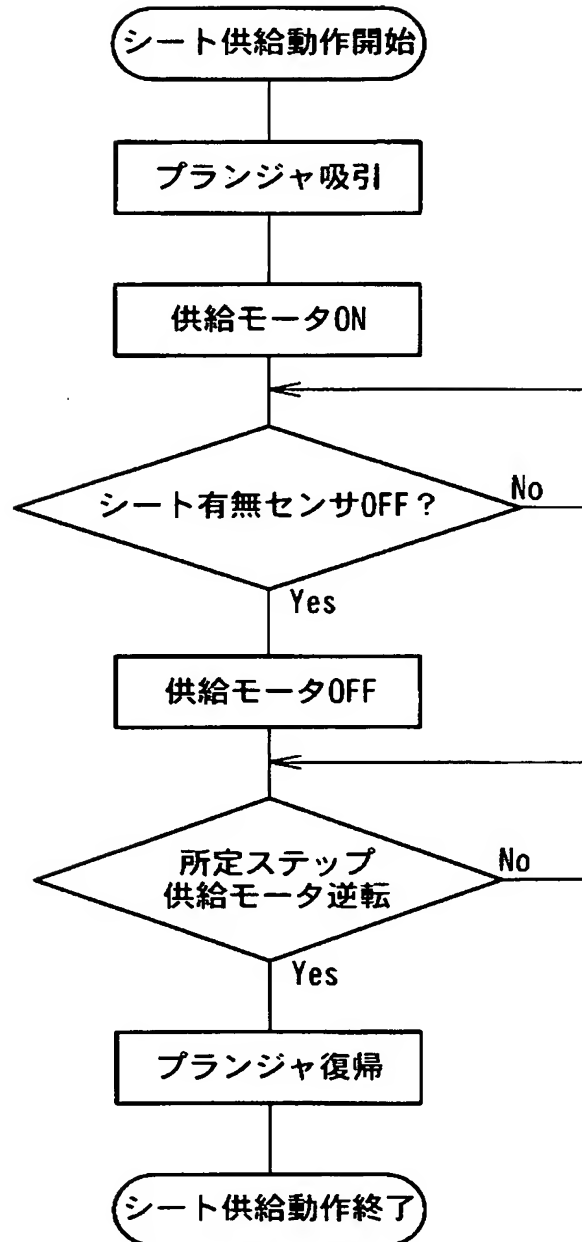 シート供給動作開始
プランジャ吸引
供給モータON
シート有無センサOFF?
No
Yes
供給モータOFF
所定ステップ
供給モータ逆転
No
Yes
プランジャ復帰
シート供給動作終了